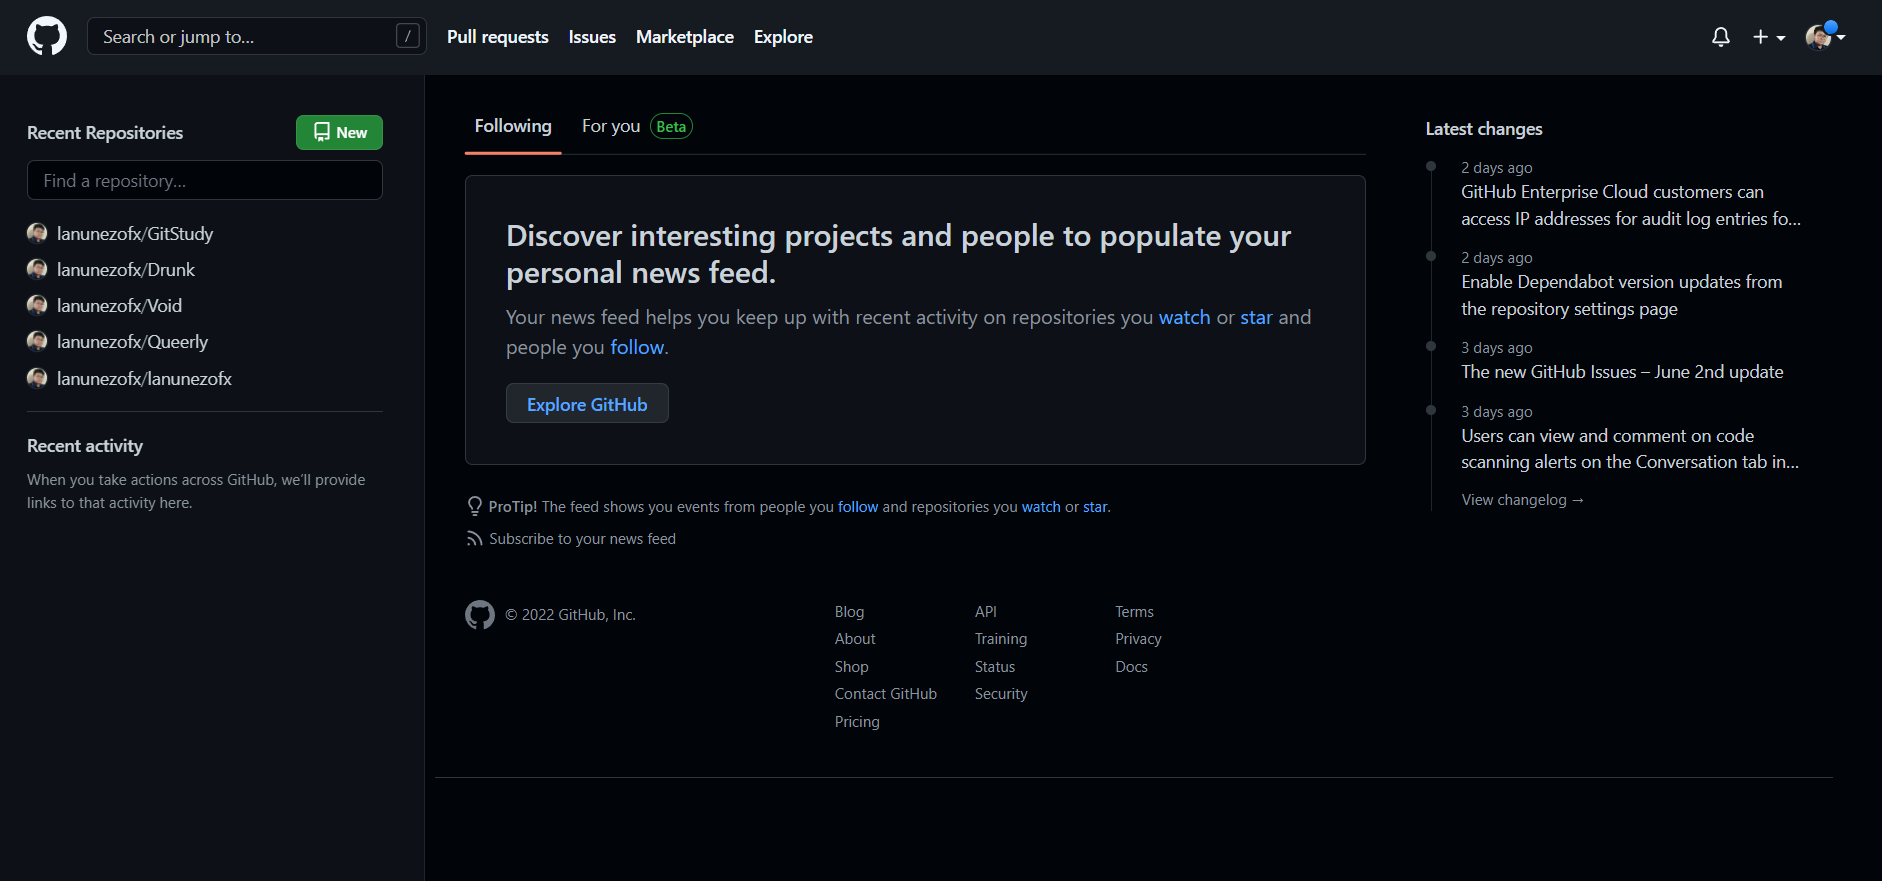 Search or jump to...
/
Pull requests
Issues
Marketplace
Explore
Recent Repositories
New
Find a repository...
lanunezofx/GitStudy
lanunezofx/Drunk
lanunezofx/Void
lanunezofx/Queerly
lanunezofx/lanunezofx
Recent activity
When you take actions across GitHub, we'll provide
links to that activity here.
Following
For you
Beta
Discover interesting projects and people to populate your
personal news feed.
Your news feed helps you keep up with recent activity on repositories you watch or star and
people you follow.
Explore GitHub
ProTip! The feed shows you events from people you follow and repositories you watch or star.
Subscribe to your news feed
Latest changes
2 days ago
GitHub Enterprise Cloud customers can
access IP addresses for audit log entries fo...
2 days ago
Enable Dependabot version updates from
the repository settings page
3 days ago
The new GitHub Issues – June 2nd update
3 days ago
Users can view and comment on code
scanning alerts on the Conversation tab in...
View changelog →
© 2022 GitHub, Inc.
Blog
About
Shop
Contact GitHub
Pricing
API
Training
Status
Security
Terms
Privacy
Docs